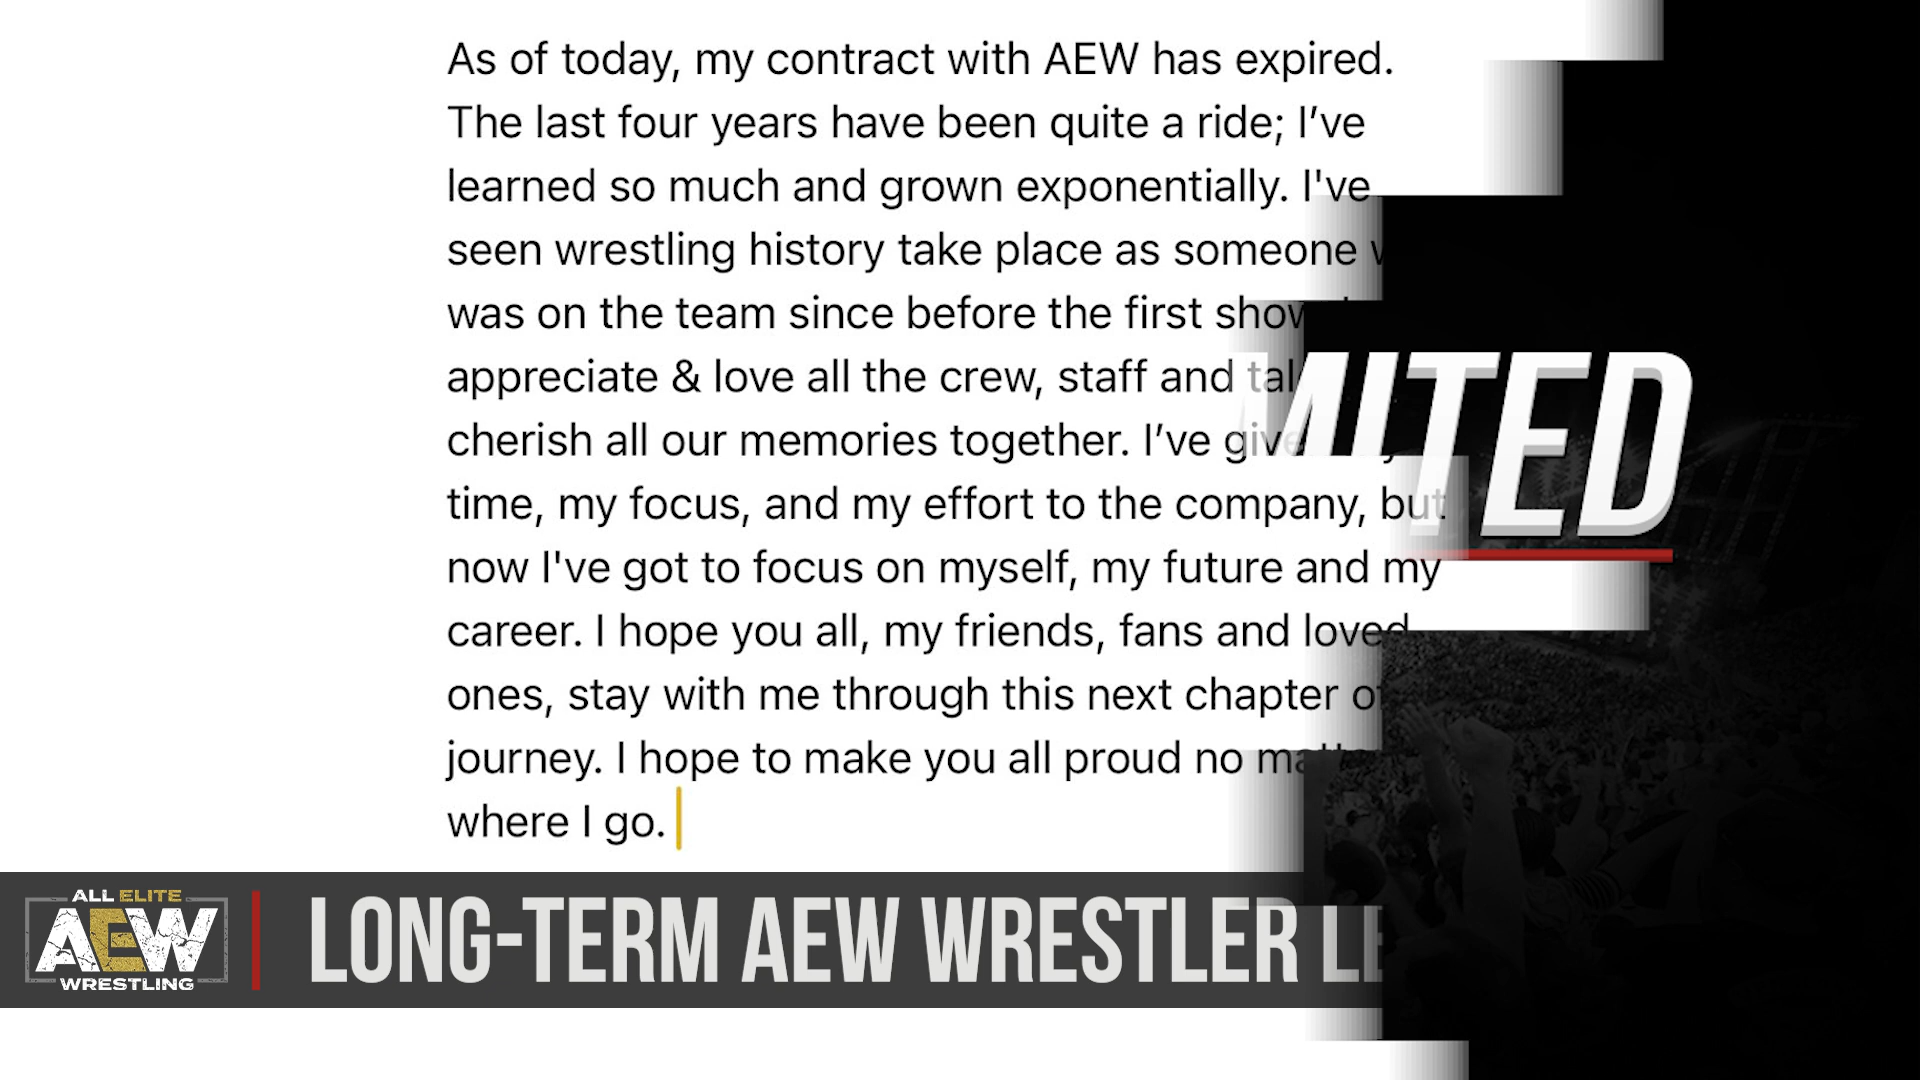 As of today, my contract with AEW has expired.
The last four years have been quite a ride; I’ve
learned so much and grown exponentially. I've
seen wrestling history take place as someone
was on the team since before the first show
appreciate & love all the crew, staff and
cherish all our memories together. I’ve
time, my focus, and my effort to the company, but
now I've got to focus on myself, my future and my
career. I hope you all, my friends, fans and loved
ones, stay with me through this next chapter of
journey. I hope to make you all proud no
where I go.
MITED
ALL ELITE
AEW
WRESTLING
LONG-TERM AEW WRESTLER